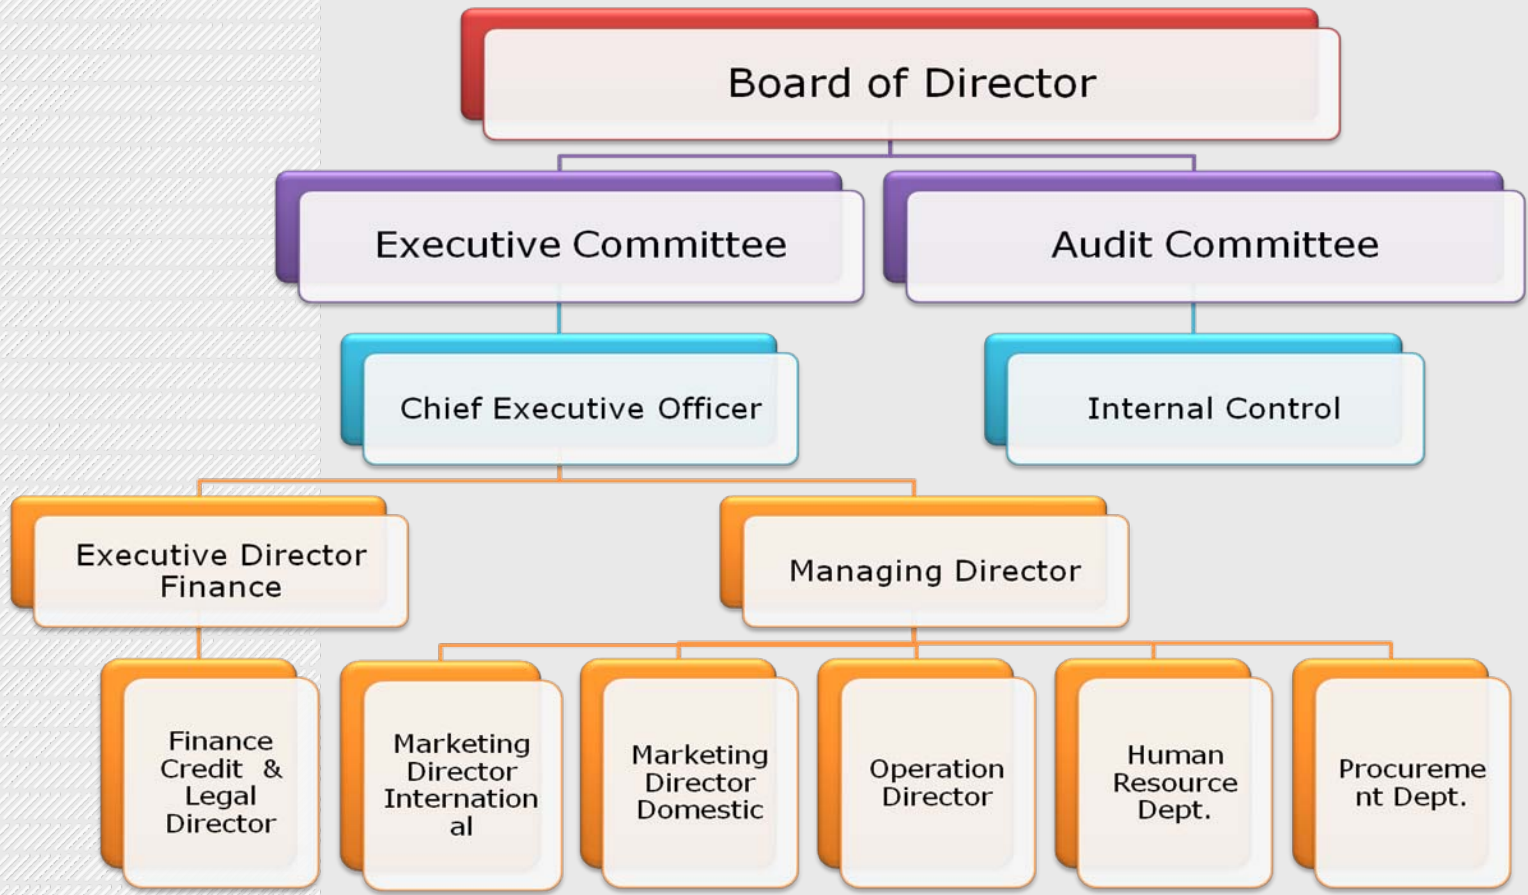 Board of Director
Executive Committee
Audit Committee
Chief Executive Officer
Internal Control
Executive Director
Finance
Managing Director
Finance
Credit &
Legal
Director
Marketing
Director
Internation
al
Marketing
Director
Domestic
Operation
Director
Human
Resource
Dept.
Procureme
nt Dept.